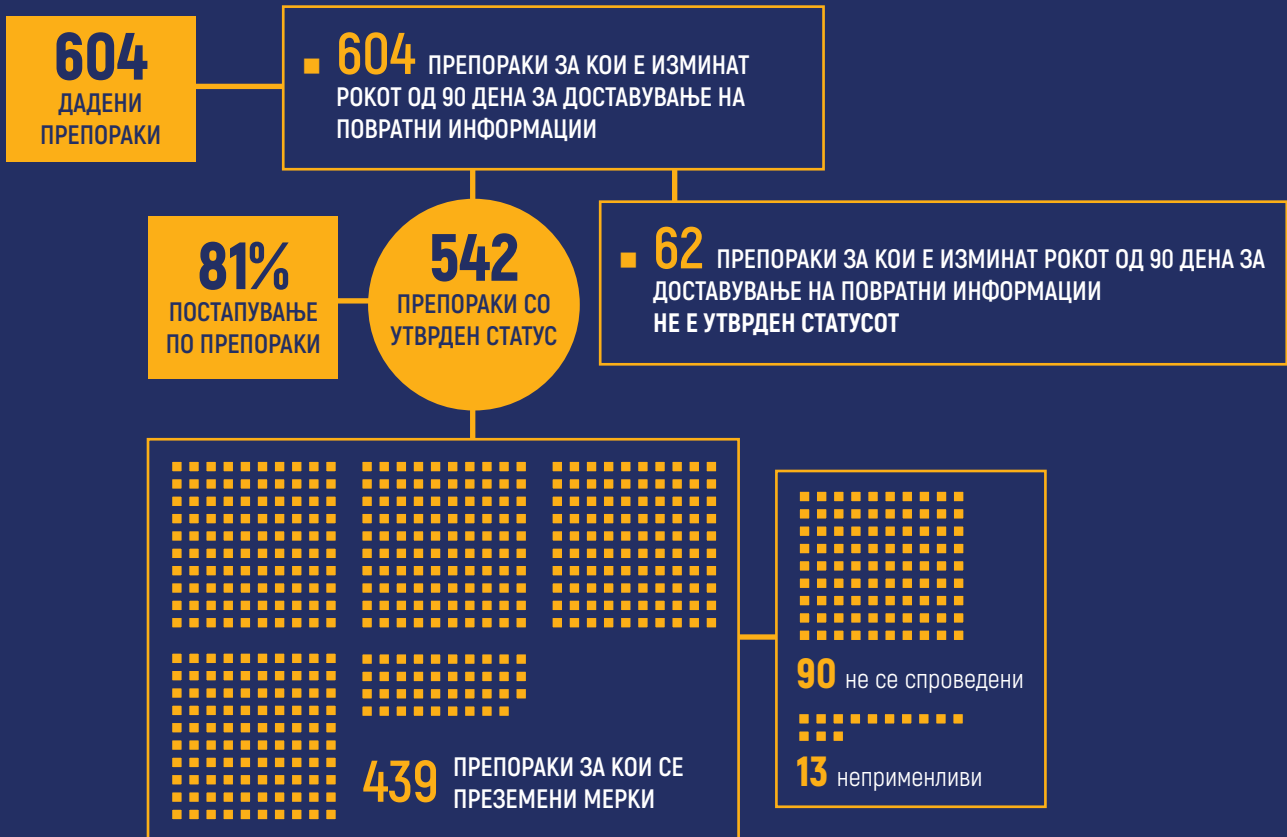 604
ДАДЕНИ
ПРЕПОРАКИ
604 ПРЕПОРАКИ ЗА КОИ Е ИЗМИНАТ
РОКОТ ОД 90 ДЕНА ЗА ДОСТАВУВАЊЕ НА
ПОВРАТНИ ИНФОРМАЦИИ
81%
ПОСТАПУВАЊЕ
ПО ПРЕПОРАКИ
542
ПРЕПОРАКИ СО
УТВРДЕН СТАТУС
62 ПРЕПОРАКИ ЗА КОИ Е ИЗМИНАТ РОКОТ ОД 90 ДЕНА ЗА
ДОСТАВУВАЊЕ НА ПОВРАТНИ ИНФОРМАЦИИ
НЕ Е УТВРДЕН СТАТУСОТ
439 ПРЕПОРАКИ ЗА КОИ СЕ
ПРЕЗЕМЕНИ МЕРКИ
90 не се спроведени
13 неприменливи